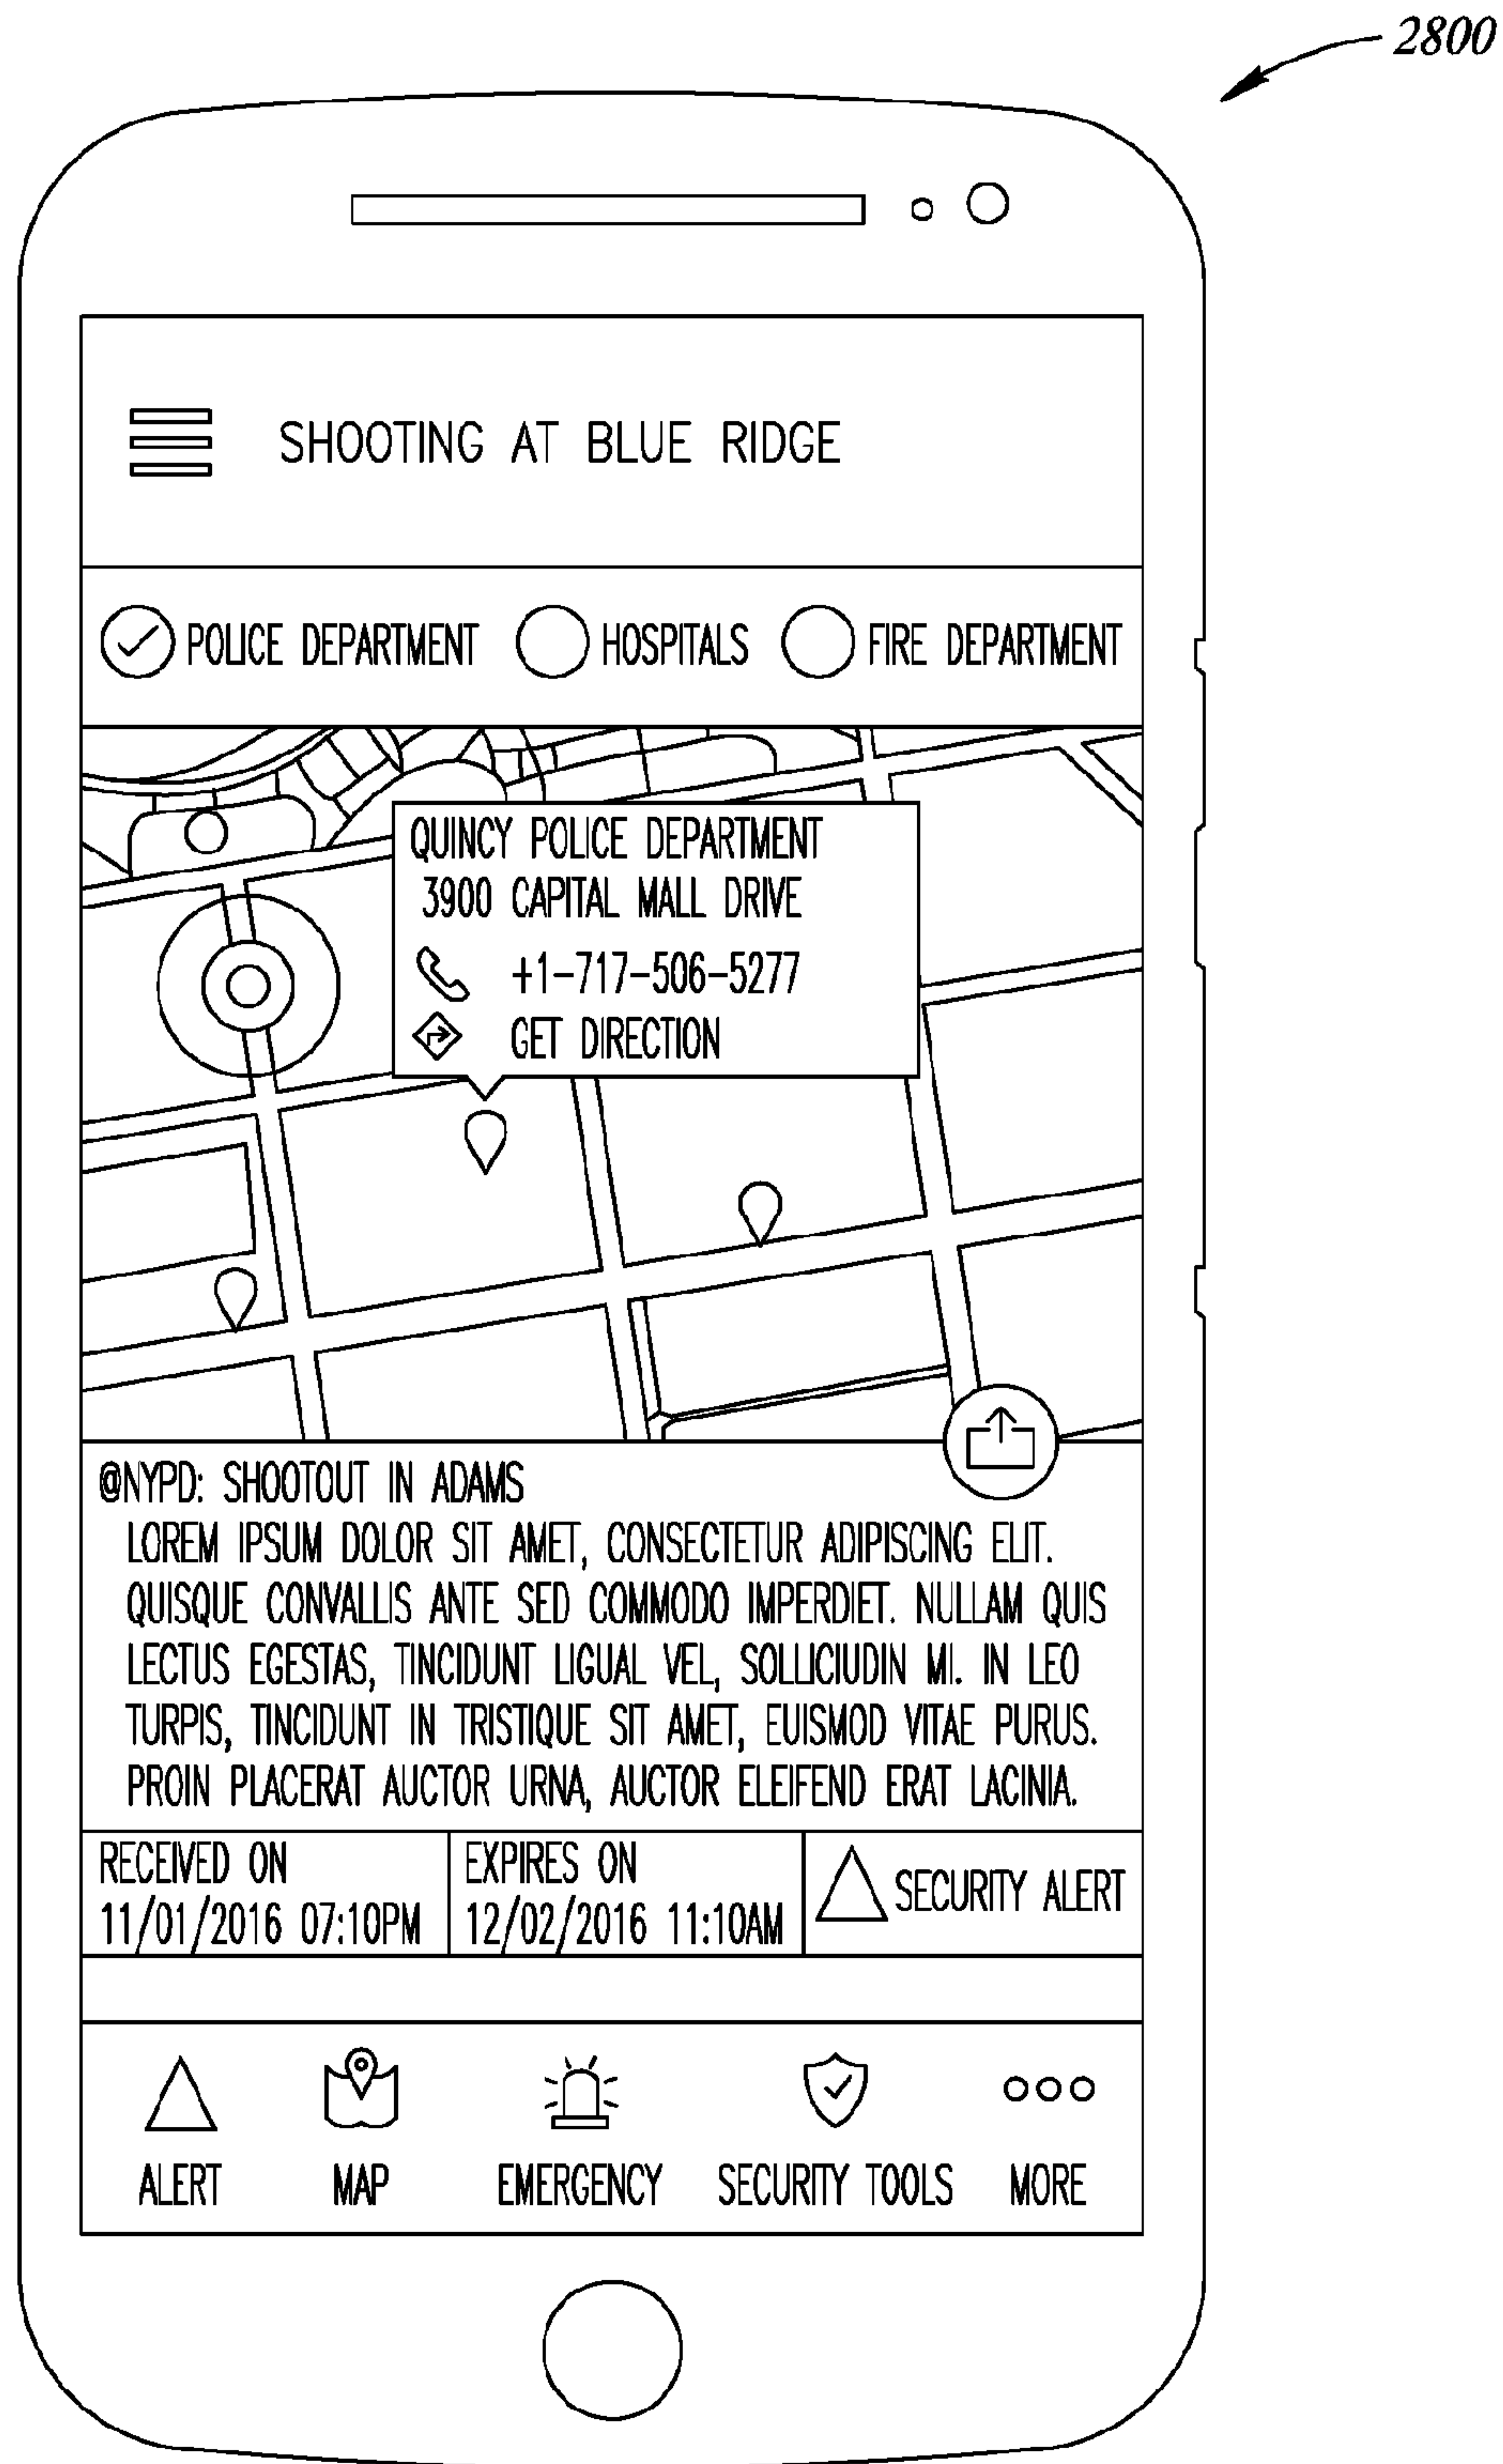 2800
SHOOTING AT BLUE RIDGE
POLICE DEPARTMENT HOSPITALS FIRE DEPARTMENT
QUINCY POLICE DEPARTMENT
3900 CAPITAL MALL DRIVE
+1-717-506-5277
GET DIRECTION
@NYPD: SHOOTOUT IN ADAMS
LOREM IPSUM DOLOR SIT AMET, CONSECTETUR ADIPISCING ELIT.
QUISQUE CONVALLIS ANTE SED COMMODO IMPERDIET. NULLAM QUIS
LECTUS EGESTAS, TINCIDUNT LIGUAL VEL, SOLLICIUDIN MI. IN LEO
TURPIS, TINCIDUNT IN TRISTIQUE SIT AMET, EUISMOD VITAE PURUS.
PROIN PLACERAT AUCTOR URNA, AUCTOR ELEIFEND ERAT LACINIA.
RECEIVED ON
11/01/2016 07:10PM
EXPIRES ON
12/02/2016 11:10AM
SECURITY ALERT
ALERT MAP EMERGENCY SECURITY TOOLS MORE